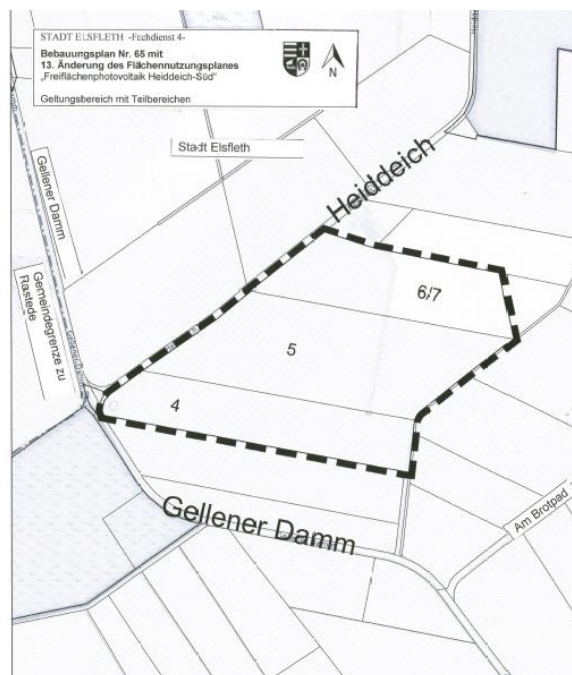 STADT ELSFLETH -Fachdienst 4-
Bebauungsplan Nr. 65 mit
13. Änderung des Flächennutzungsplanes
„Freiflächenphotovoltaik Heiddeich-Süd“
Geltungsbereich mit Teilbereichen
N
Stadt Elsfleth
Heiddeich
Gellener Damm
Gemeindegrenze zu
Rastede
6/7
5
4
Gellener Damm
Am Brotpad